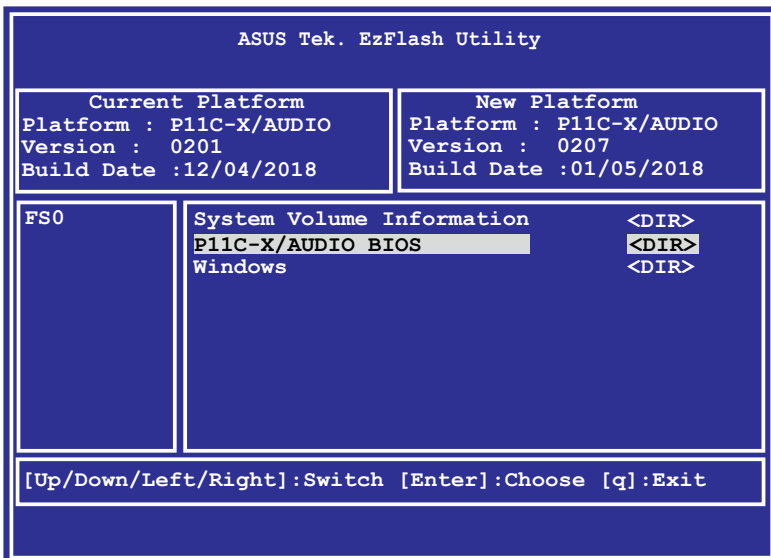 ASUS Tek. EzFlash Utility
Current Platform
Platform : P11C-X/AUDIO
Version : 0201
Build Date :12/04/2018
New Platform
Platform : P11C-X/AUDIO
Version : 0207
Build Date :01/05/2018
FS0
System Volume Information <DIR>
P11C-X/AUDIO BIOS <DIR>
Windows <DIR>
[Up/Down/Left/Right]:Switch [Enter]:Choose [q]:Exit